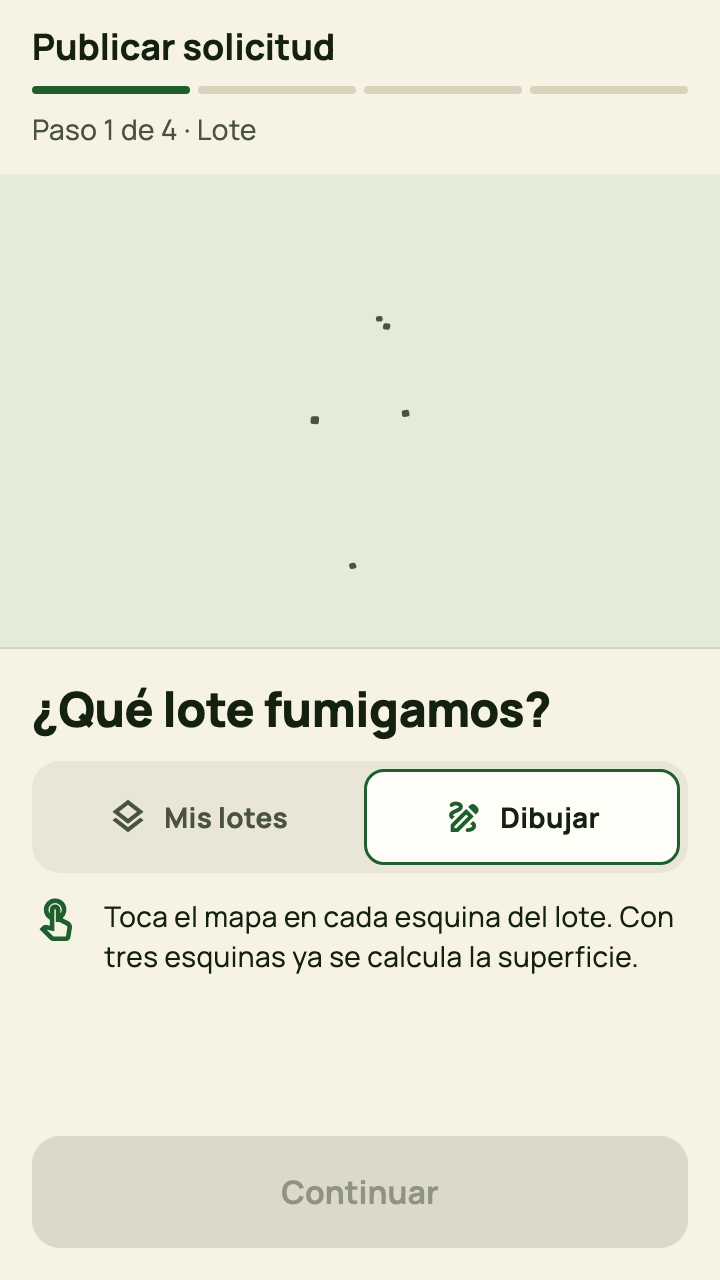 Publicar solicitud
Paso 1 de 4 · Lote
¿Qué lote fumigamos?
Mis lotes
Dibujar
Toca el mapa en cada esquina del lote. Con
tres esquinas ya se calcula la superficie.
Continuar